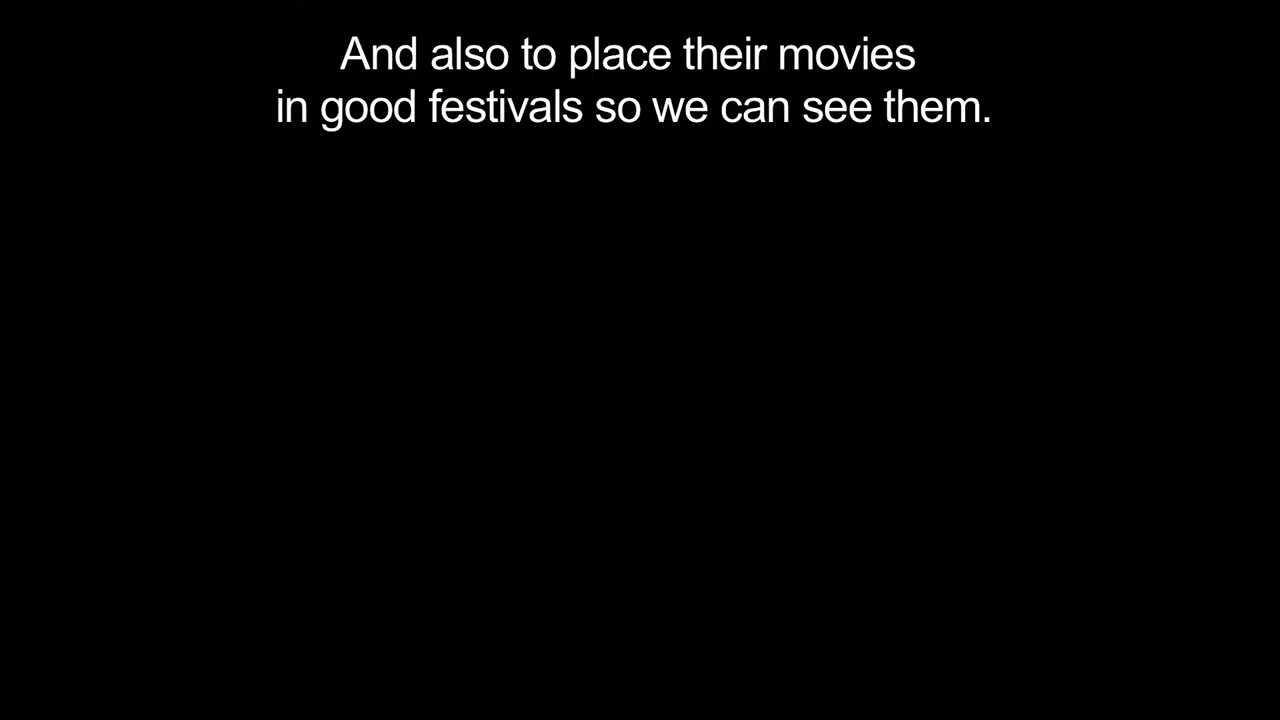 And also to place their movies
in good festivals so we can see them.